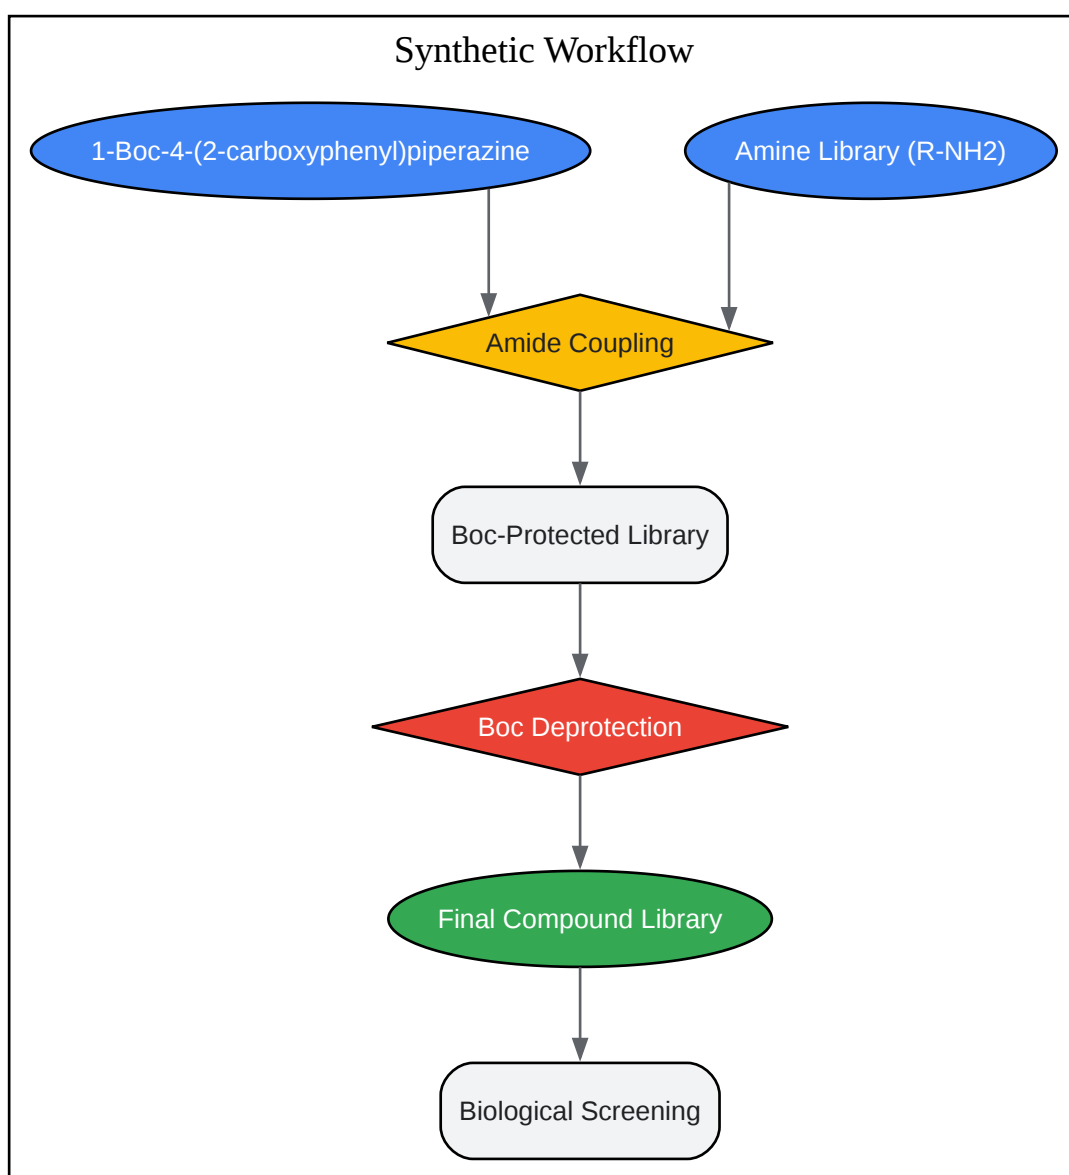 Synthetic Workflow
1-Boc-4-(2-carboxyphenyl)piperazine
Amine Library (R-NH2)
Amide Coupling
Boc-Protected Library
Boc Deprotection
Final Compound Library
Biological Screening